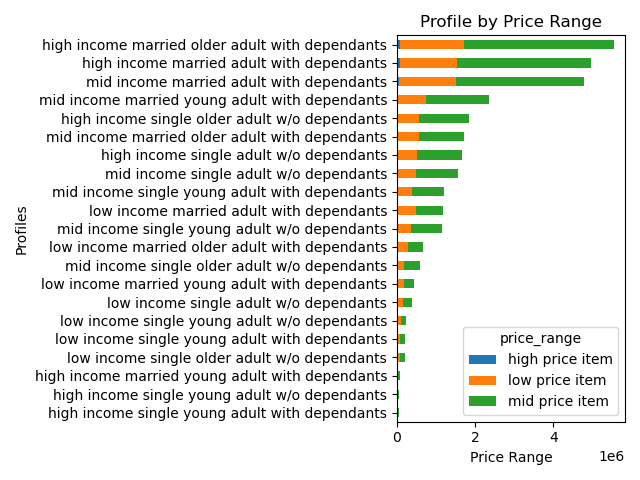 Profile by Price Range
high income married older adult with dependants
high income married adult with dependants
mid income married adult with dependants
mid income married young adult with dependants
high income single older adult w/o dependants
mid income married older adult with dependants
high income single adult w/o dependants
mid income single adult w/o dependants
mid income single young adult with dependants
low income married adult with dependants
mid income single young adult w/o dependants
low income married older adult with dependants
mid income single older adult w/o dependants
low income married young adult with dependants
low income single adult w/o dependants
low income single young adult w/o dependants
low income single young adult with dependants
low income single older adult w/o dependants
high income married young adult with dependants
high income single young adult w/o dependants
high income single young adult with dependants
Profiles
price_range
high price item
low price item
mid price item
0 2 4
1e6
Price Range